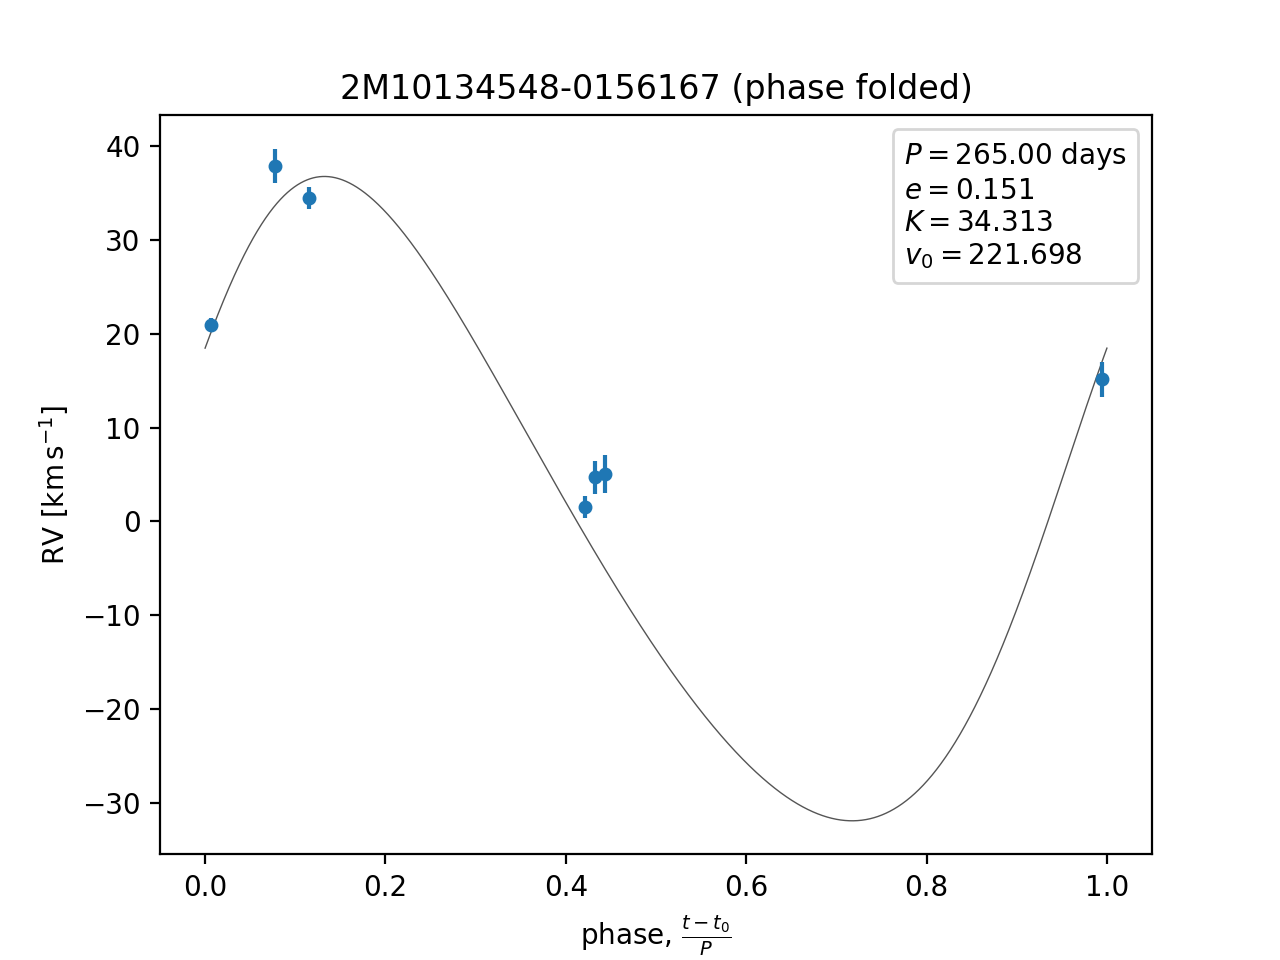 2M10134548-0156167 (phase folded)
P = 265.00 days
e = 0.151
K = 34.313
v₀ = 221.698
RV [km s⁻¹]
40
30
20
10
0
−10
−20
−30
0.0 0.2 0.4 0.6 0.8 1.0
phase, (t − t₀)/P